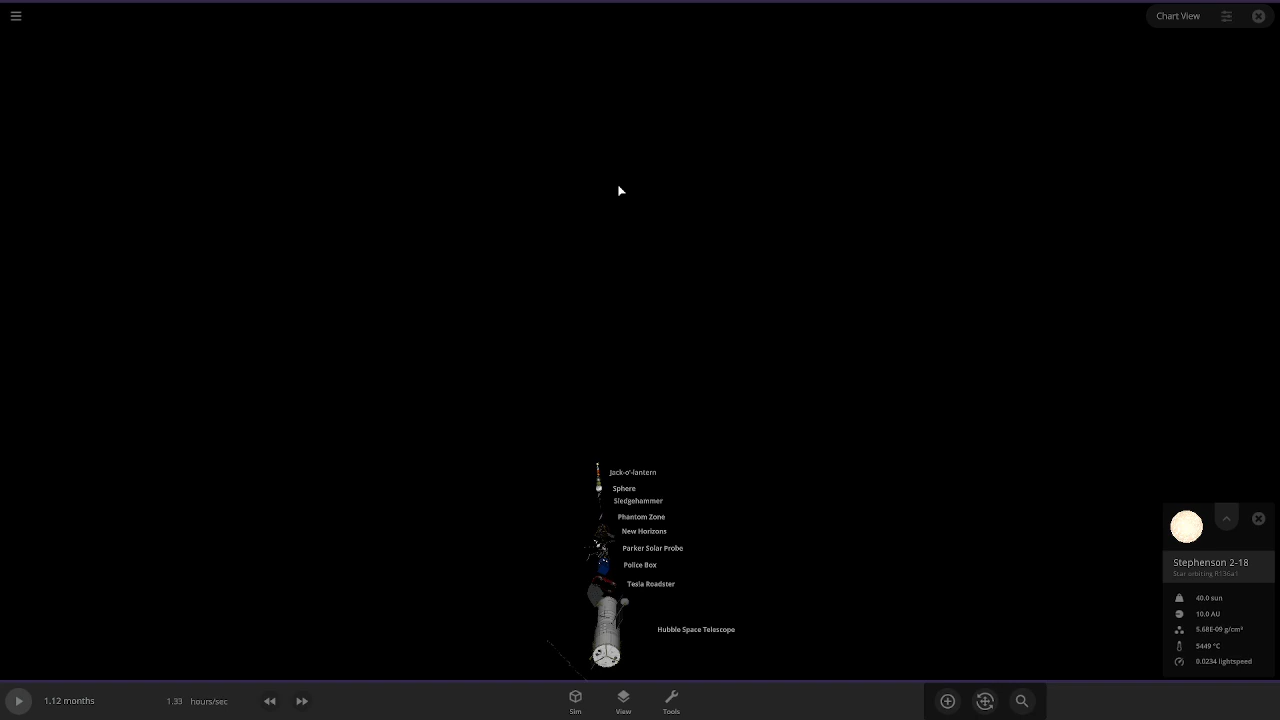 Chart View
Jack-o'-lantern
Sphere
Sledgehammer
Phantom Zone
New Horizons
Parker Solar Probe
Police Box
Tesla Roadster
Hubble Space Telescope
Stephenson 2-18
Star orbiting R136a1
40.0 sun
10.0 AU
5.68E-09 g/cm³
5449 °C
0.0234 lightspeed
1.12 months
1.33 hours/sec
Sim
View
Tools